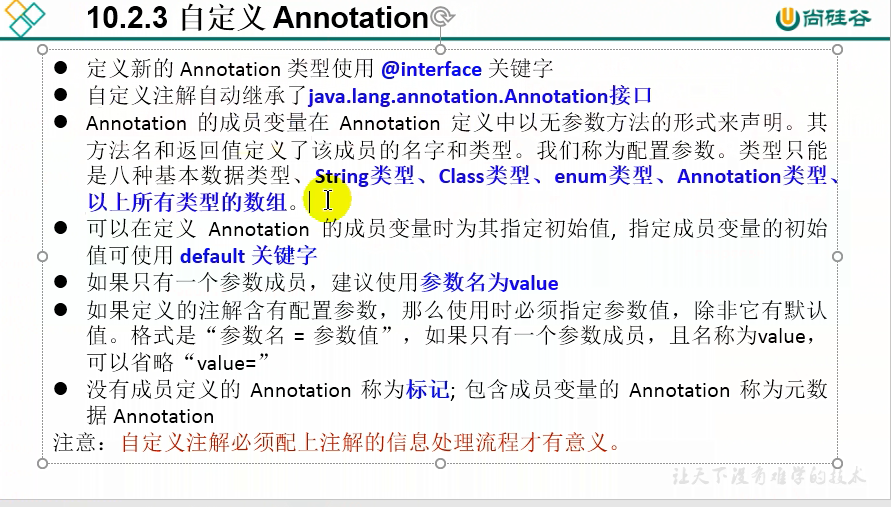 10.2.3 自定义 Annotation
尚硅谷
● 定义新的 Annotation 类型使用 @interface 关键字
● 自定义注解自动继承了java.lang.annotation.Annotation接口
● Annotation 的成员变量在 Annotation 定义中以无参数方法的形式来声明。其
方法名和返回值定义了该成员的名字和类型。我们称为配置参数。类型只能
是八种基本数据类型、String类型、Class类型、enum类型、Annotation类型、
以上所有类型的数组。
● 可以在定义 Annotation 的成员变量时为其指定初始值, 指定成员变量的初始
值可使用 default 关键字
● 如果只有一个参数成员，建议使用参数名为value
● 如果定义的注解含有配置参数，那么使用时必须指定参数值，除非它有默认
值。格式是“参数名 = 参数值”，如果只有一个参数成员，且名称为value，
可以省略“value=”
● 没有成员定义的 Annotation 称为标记; 包含成员变量的 Annotation 称为元数
据 Annotation
注意：自定义注解必须配上注解的信息处理流程才有意义。
让天下没有难学的技术